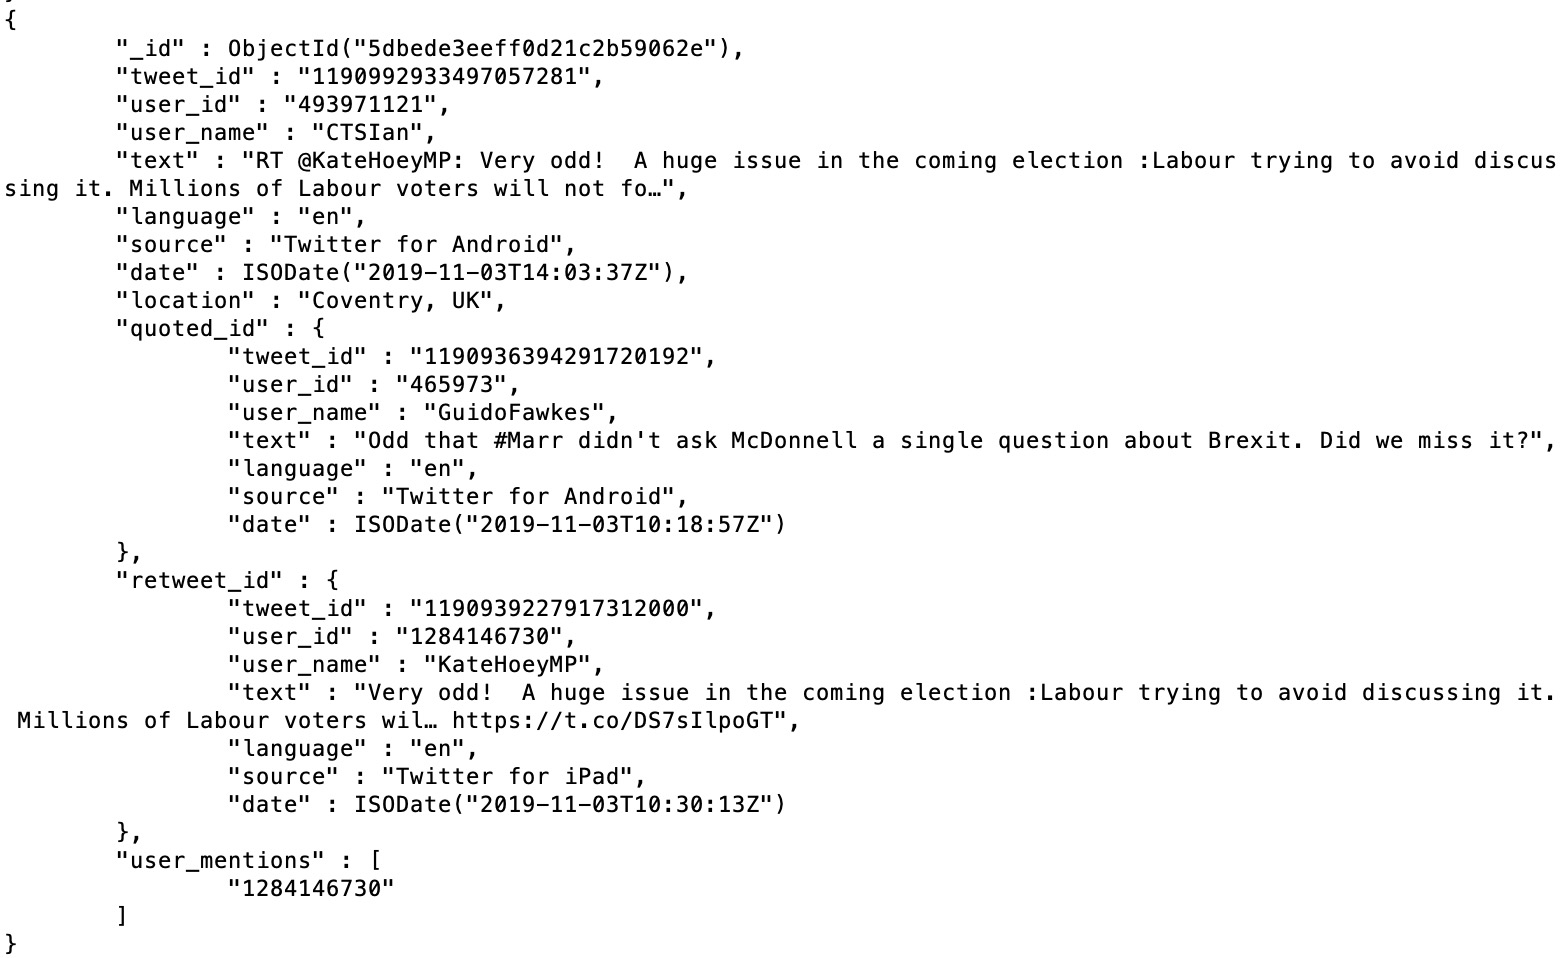 {
"_id" : ObjectId("5dbede3eeff0d21c2b59062e"),
"tweet_id" : "1190992933497057281",
"user_id" : "493971121",
"user_name" : "CTSIan",
"text" : "RT @KateHoeyMP: Very odd!  A huge issue in the coming election :Labour trying to avoid discus
sing it. Millions of Labour voters will not fo…",
"language" : "en",
"source" : "Twitter for Android",
"date" : ISODate("2019-11-03T14:03:37Z"),
"location" : "Coventry, UK",
"quoted_id" : {
"tweet_id" : "1190936394291720192",
"user_id" : "465973",
"user_name" : "GuidoFawkes",
"text" : "Odd that #Marr didn't ask McDonnell a single question about Brexit. Did we miss it?",
"language" : "en",
"source" : "Twitter for Android",
"date" : ISODate("2019-11-03T10:18:57Z")
},
"retweet_id" : {
"tweet_id" : "1190939227917312000",
"user_id" : "1284146730",
"user_name" : "KateHoeyMP",
"text" : "Very odd!  A huge issue in the coming election :Labour trying to avoid discussing it.
Millions of Labour voters wil… https://t.co/DS7sIlpoGT",
"language" : "en",
"source" : "Twitter for iPad",
"date" : ISODate("2019-11-03T10:30:13Z")
},
"user_mentions" : [
"1284146730"
]
}